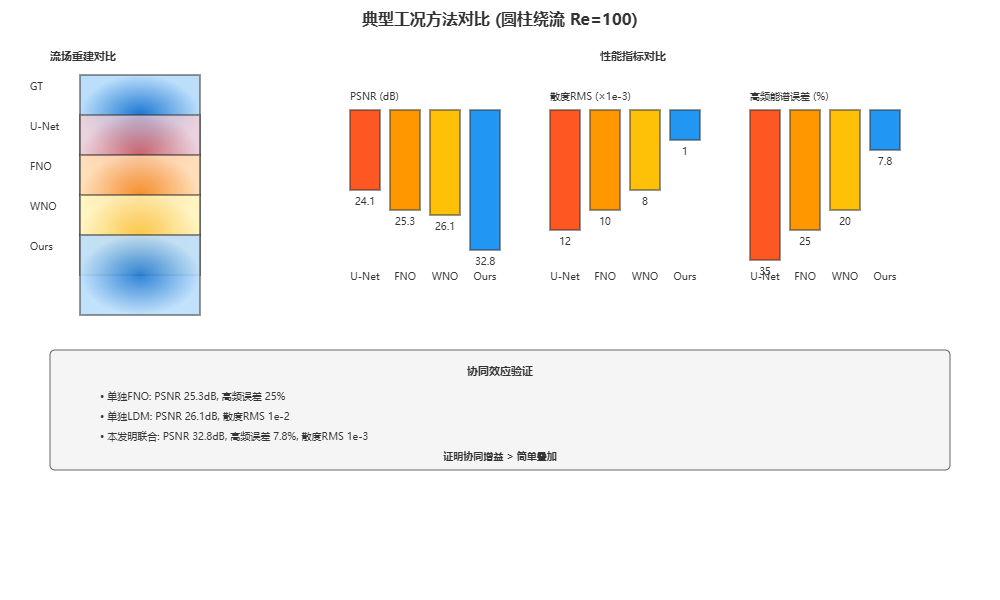 典型工况方法对比 (圆柱绕流 Re=100)
流场重建对比
GT
U-Net
FNO
WNO
Ours
性能指标对比
PSNR (dB)
24.1
25.3
26.1
32.8
U-Net FNO WNO Ours
散度RMS (×1e-3)
12
10
8
1
U-Net FNO WNO Ours
高频能谱误差 (%)
35
25
20
7.8
U-Net FNO WNO Ours
协同效应验证
• 单独FNO: PSNR 25.3dB, 高频误差 25%
• 单独LDM: PSNR 26.1dB, 散度RMS 1e-2
• 本发明联合: PSNR 32.8dB, 高频误差 7.8%, 散度RMS 1e-3
证明协同增益 > 简单叠加